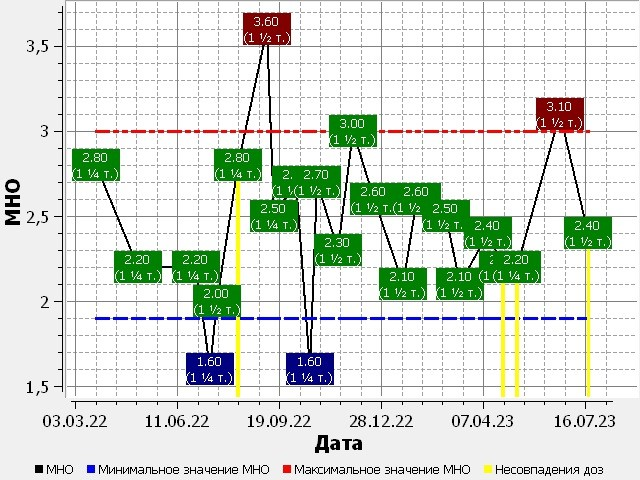 МНО
3,5
3
2,5
2
1,5
3.60
(1 ½ т.)
3.10
(1 ½ т.)
3.00
(1 ½ т.)
2.80
(1 ¼ т.)
2.80
(1 ¼ т.)
2.70
(1 ½ т.)
2.60
(1 ½ т.)
2.60
(1 ½ т.)
2.50
(1 ¼ т.)
2.50
(1 ½ т.)
2.40
(1 ½ т.)
2.40
(1 ½ т.)
2.30
(1 ½ т.)
2.20
(1 ¼ т.)
2.20
(1 ¼ т.)
2.20
(1 ¼ т.)
2.10
(1 ½ т.)
2.10
(1 ½ т.)
2.00
(1 ½ т.)
1.60
(1 ¼ т.)
1.60
(1 ¼ т.)
03.03.22 11.06.22 19.09.22 28.12.22 07.04.23 16.07.23
Дата
МНО Минимальное значение МНО Максимальное значение МНО Несовпадения доз